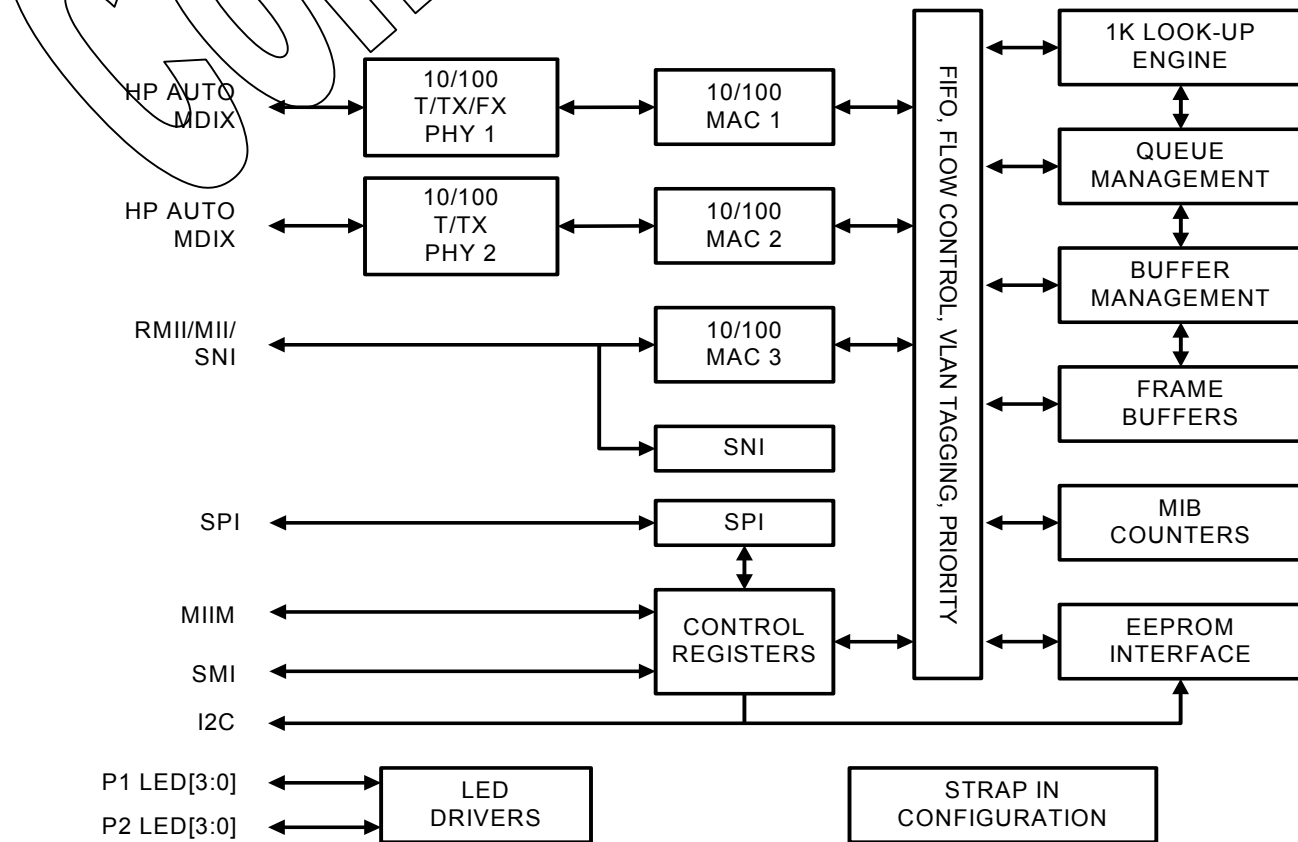 HP AUTO
MDIX
10/100
T/TX/FX
PHY 1
10/100
MAC 1
HP AUTO
MDIX
10/100
T/TX
PHY 2
10/100
MAC 2
RMII/MII/
SNI
10/100
MAC 3
SNI
SPI
SPI
MIIM
SMI
CONTROL
REGISTERS
I2C
P1 LED[3:0]
P2 LED[3:0]
LED
DRIVERS
STRAP IN
CONFIGURATION
FIFO, FLOW CONTROL, VLAN TAGGING, PRIORITY
1K LOOK-UP
ENGINE
QUEUE
MANAGEMENT
BUFFER
MANAGEMENT
FRAME
BUFFERS
MIB
COUNTERS
EEPROM
INTERFACE